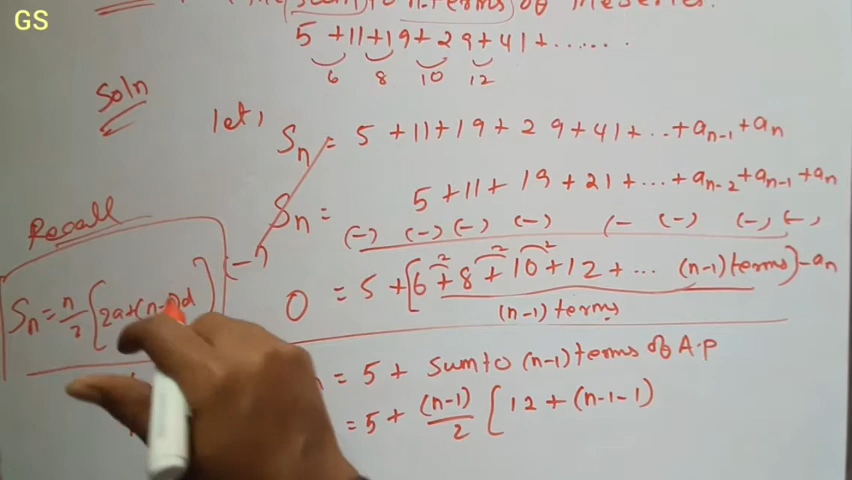 GS
sum to n-terms of the series.
5 + 11 + 19 + 29 + 41 + .......
6 8 10 12
Soln
let,
Sn = 5 + 11 + 19 + 29 + 41 + ... + an-1 + an
Sn = 5 + 11 + 19 + 21 + ... + an-2 + an-1 + an
(-) (-) (-) (-) (- (-) (-) (-)
Recall
Sn = n/2 [2a+(n-1)d]
0 = 5 + [6 + 8 + 10 + 12 + ... (n-1) terms) - an
2 2 2
(n-1) terms
= 5 + sum to (n-1) terms of A.P
= 5 + (n-1)/2 [12 + (n-1-1)